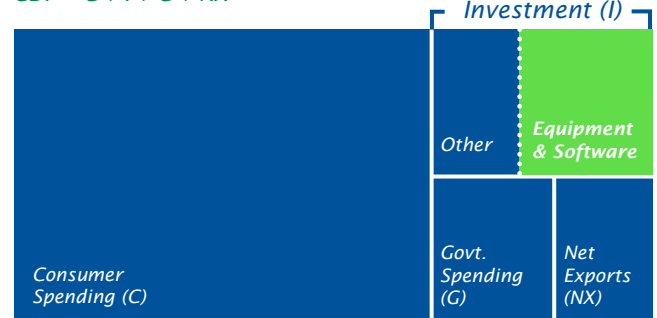 Investment (I)
Other
Equipment
& Software
Consumer
Spending (C)
Govt.
Spending
(G)
Net
Exports
(NX)